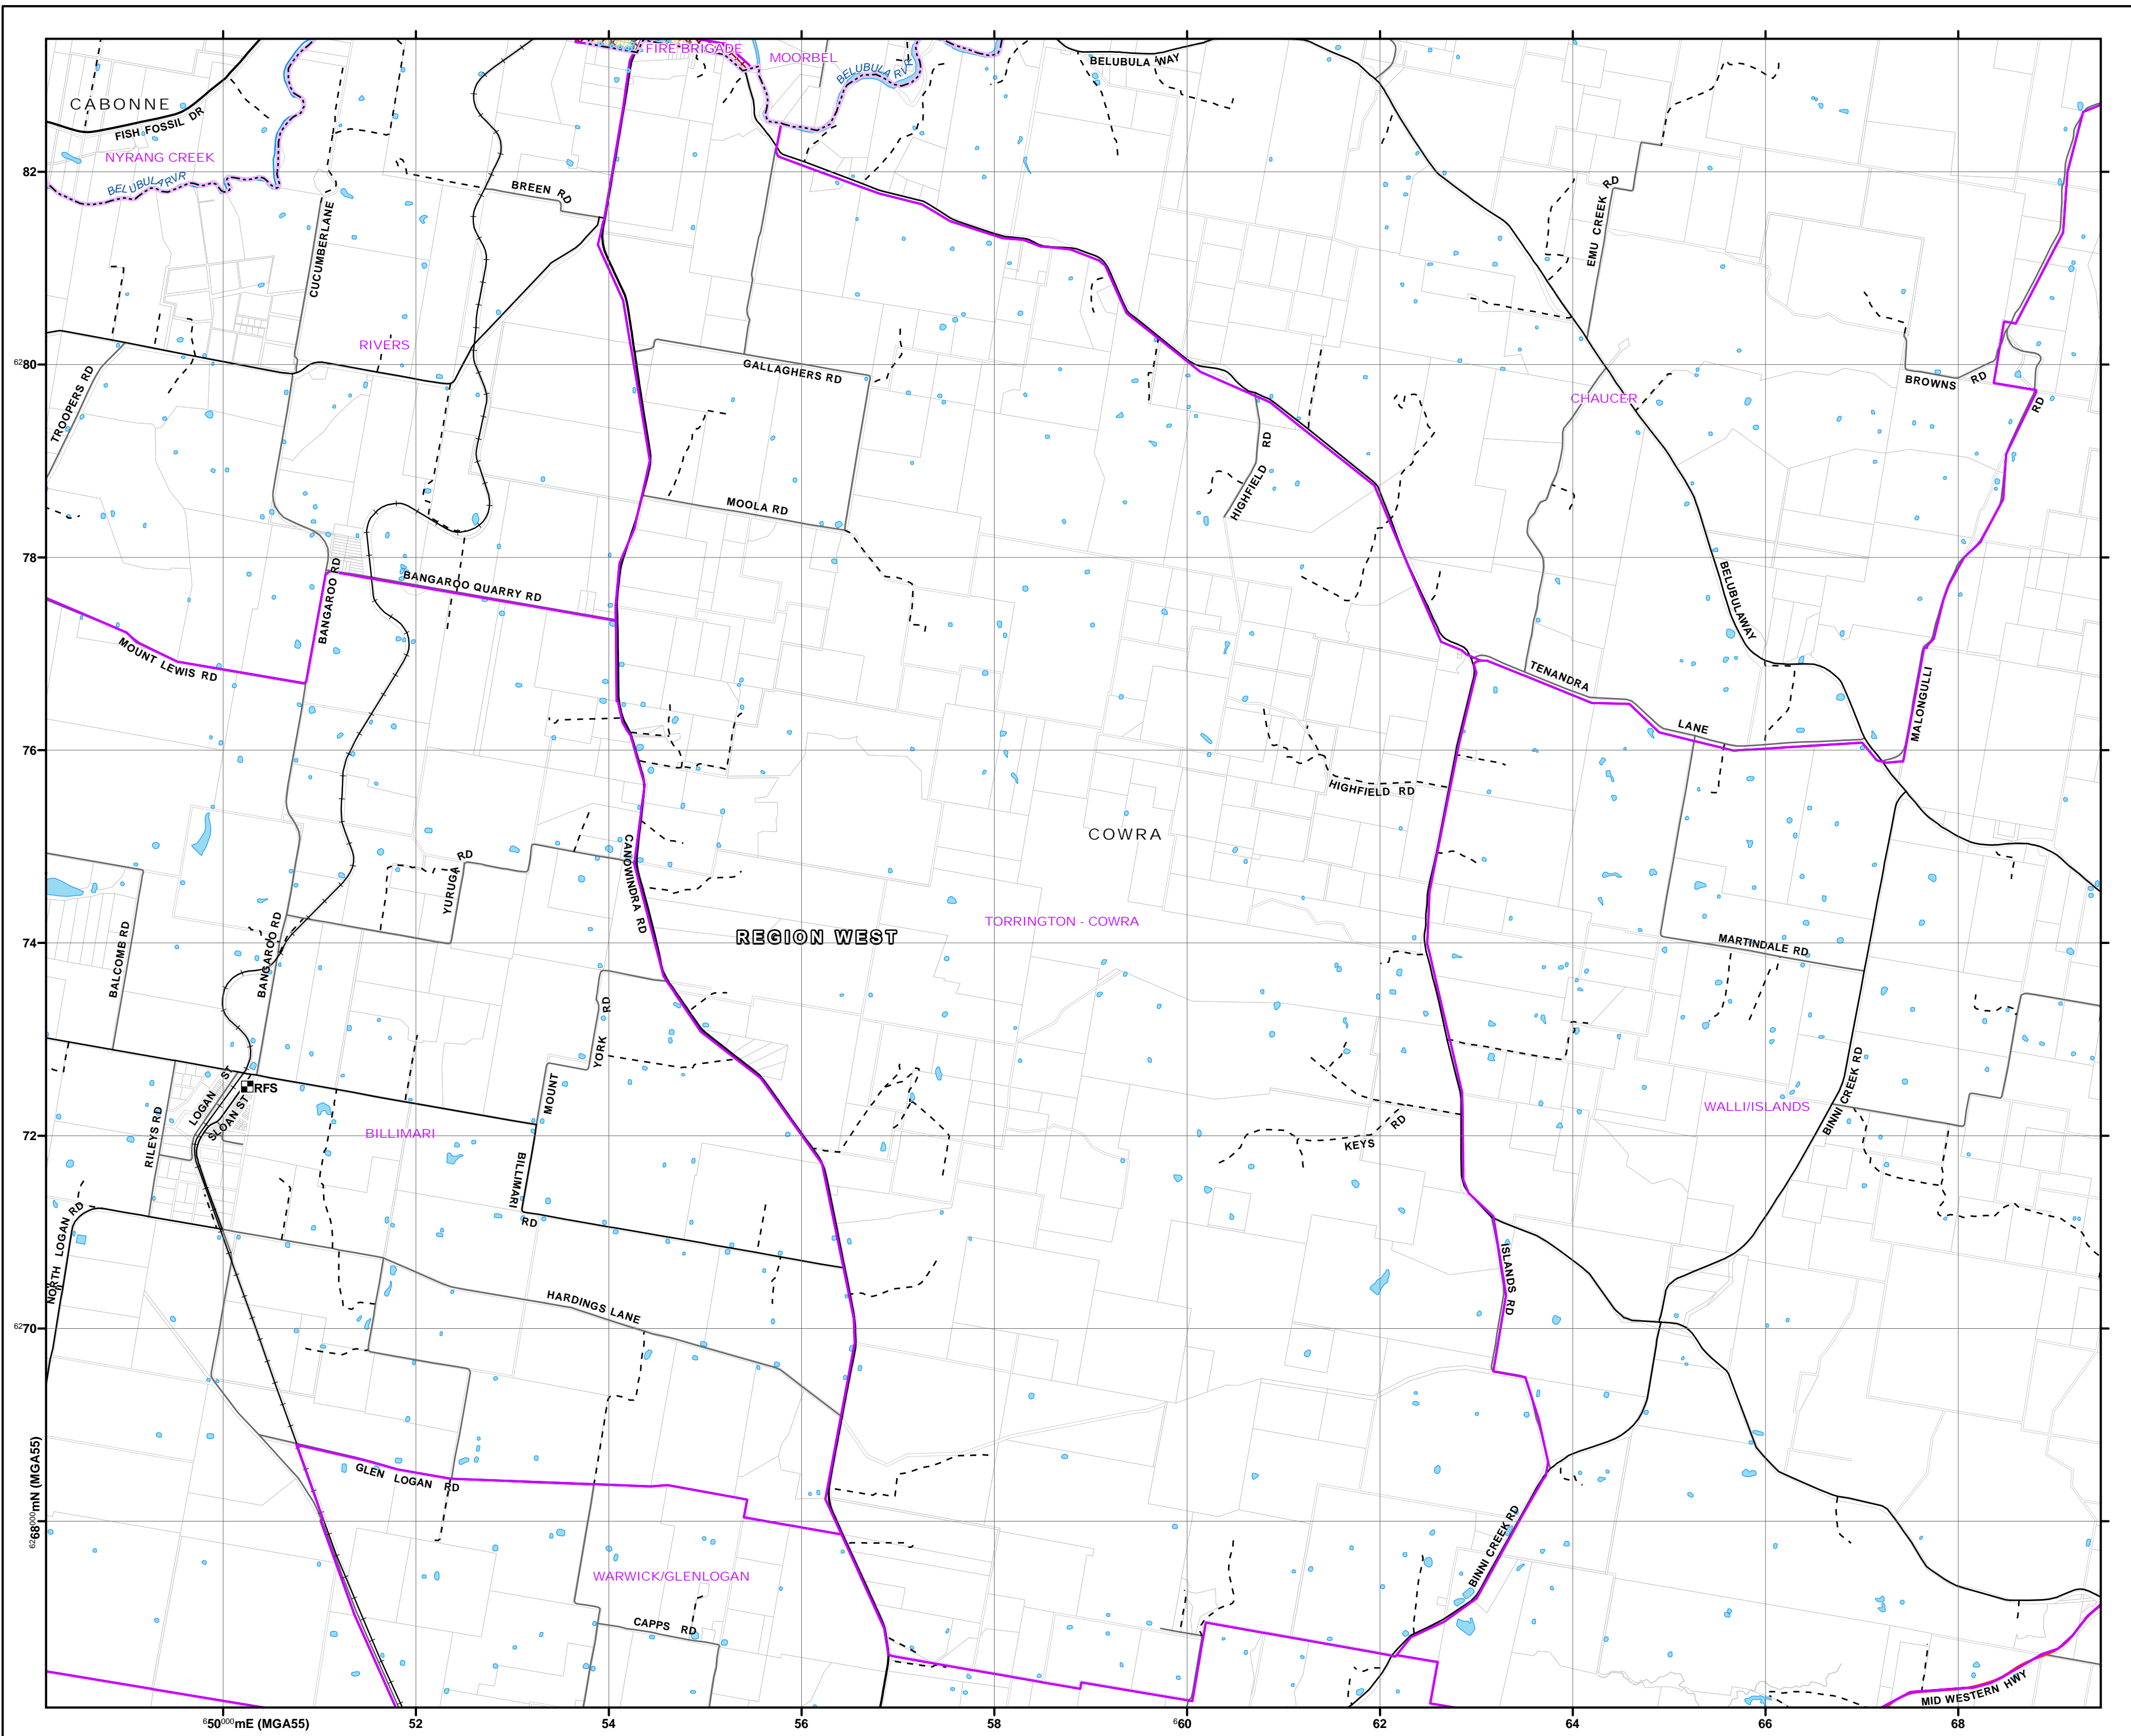 FIRE BRIGADE
MOORBEL
BELUBULA RVR
BELUBULA WAY
CABONNE
FISH FOSSIL DR
NYRANG CREEK
BELUBULA RVR
82
BREEN RD
EMU CREEK RD
CUCUMBER LANE
RIVERS
6280
TROOPERS RD
GALLAGHERS RD
BROWNS RD
CHAUCER
RD
HIGHFIELD RD
MOOLA RD
78
BANGAROO RD
BANGAROO QUARRY RD
BELUBULA WAY
MOUNT LEWIS RD
TENANDRA
LANE
MALONGULLI
76
HIGHFIELD RD
COWRA
CANOWINDRA RD
YURUGA RD
TORRINGTON - COWRA
REGION WEST
BALCOMB RD
BANGAROO RD
74
MARTINDALE RD
YORK RD
MOUNT
LOGAN ST
RFS
SLOAN ST
RILEYS RD
BINNI CREEK RD
WALLI/ISLANDS
72
BILLIMARI
KEYS RD
BILLIMARI
RD
NORTH LOGAN RD
ISLANDS RD
HARDINGS LANE
6270
GLEN LOGAN RD
6268000mN (MGA55)
BINNI CREEK RD
WARWICK/GLENLOGAN
CAPPS RD
MID WESTERN HWY
650000mE (MGA55)
52
54
56
58
660
62
64
66
68